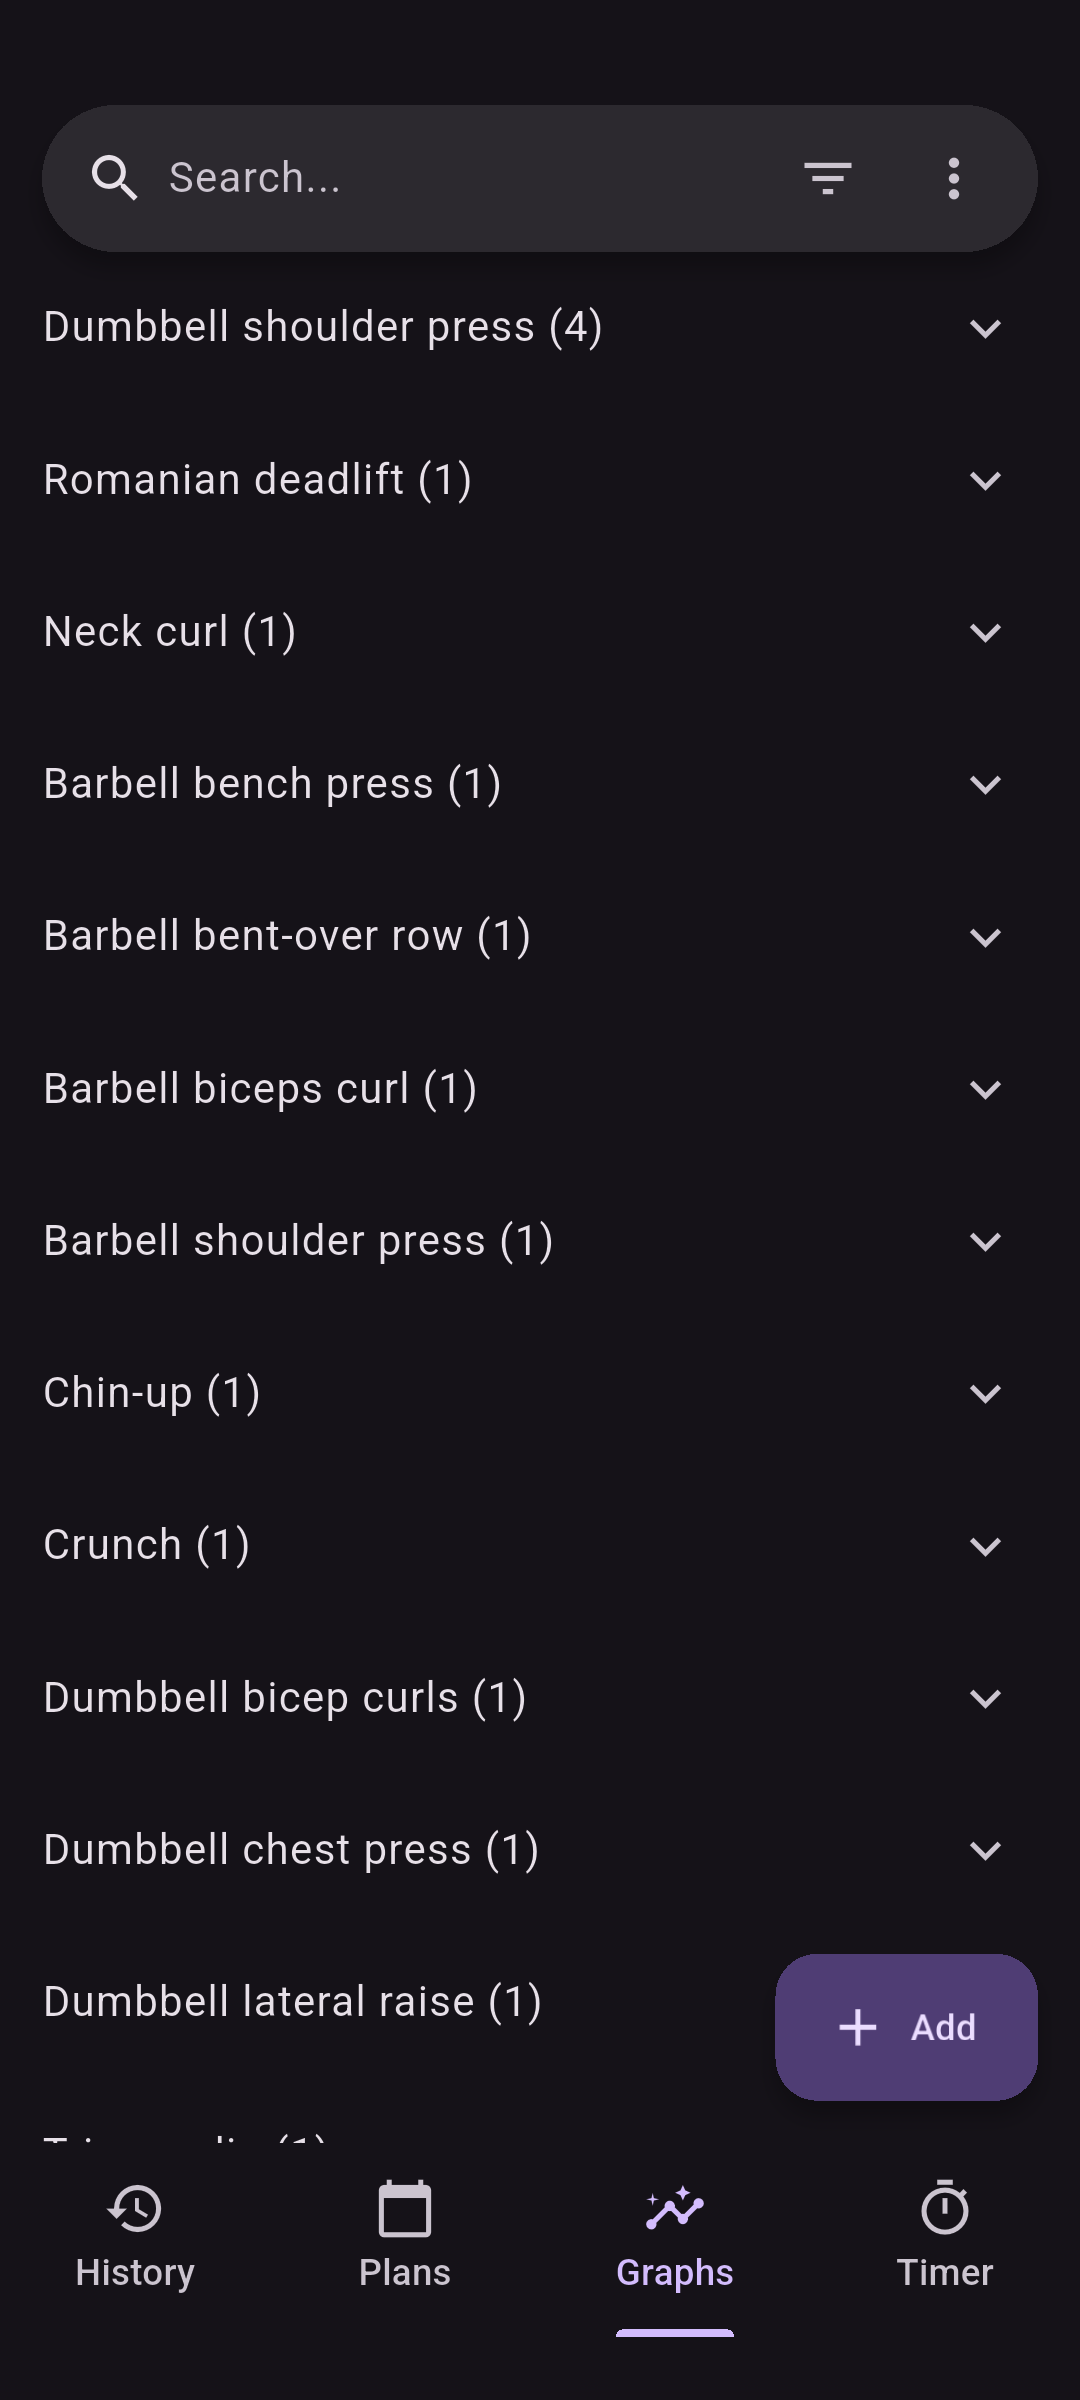 Search...
Dumbbell shoulder press (4)
Romanian deadlift (1)
Neck curl (1)
Barbell bench press (1)
Barbell bent-over row (1)
Barbell biceps curl (1)
Barbell shoulder press (1)
Chin-up (1)
Crunch (1)
Dumbbell bicep curls (1)
Dumbbell chest press (1)
Dumbbell lateral raise (1)
Add
(1)
History
Plans
Graphs
Timer